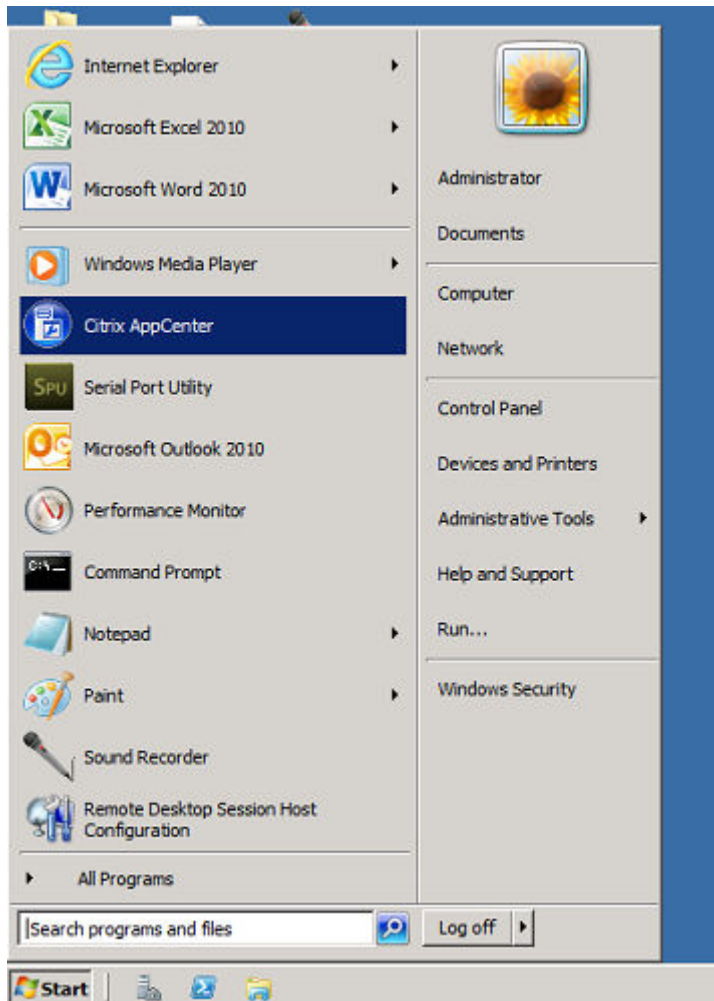 Internet Explorer
Microsoft Excel 2010
Microsoft Word 2010
Windows Media Player
Citrix AppCenter
SPU Serial Port Utility
Microsoft Outlook 2010
Performance Monitor
C:\ Command Prompt
Notepad
Paint
Sound Recorder
Remote Desktop Session Host
Configuration
All Programs
Search programs and files
Administrator
Documents
Computer
Network
Control Panel
Devices and Printers
Administrative Tools
Help and Support
Run...
Windows Security
Log off
Start